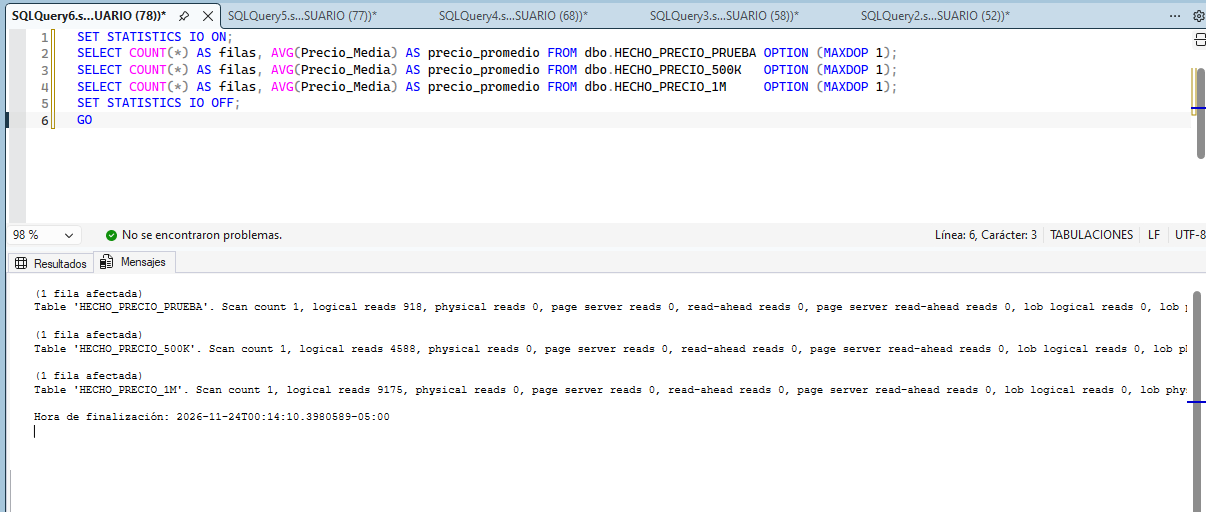 SQLQuery6.s...UARIO (78))* SQLQuery5.s...SUARIO (77))* SQLQuery4.s...SUARIO (68))* SQLQuery3.s...SUARIO (58))* SQLQuery2.s...SUARIO (52))*
1 SET STATISTICS IO ON;
2 SELECT COUNT(*) AS filas, AVG(Precio_Media) AS precio_promedio FROM dbo.HECHO_PRECIO_PRUEBA OPTION (MAXDOP 1);
3 SELECT COUNT(*) AS filas, AVG(Precio_Media) AS precio_promedio FROM dbo.HECHO_PRECIO_500K OPTION (MAXDOP 1);
4 SELECT COUNT(*) AS filas, AVG(Precio_Media) AS precio_promedio FROM dbo.HECHO_PRECIO_1M OPTION (MAXDOP 1);
5 SET STATISTICS IO OFF;
6 GO
98 % No se encontraron problemas. Línea: 6, Carácter: 3 TABULACIONES LF UTF-8
Resultados Mensajes
(1 fila afectada)
Table 'HECHO_PRECIO_PRUEBA'. Scan count 1, logical reads 918, physical reads 0, page server reads 0, read-ahead reads 0, page server read-ahead reads 0, lob logical reads 0, lob p
(1 fila afectada)
Table 'HECHO_PRECIO_500K'. Scan count 1, logical reads 4588, physical reads 0, page server reads 0, read-ahead reads 0, page server read-ahead reads 0, lob logical reads 0, lob ph
(1 fila afectada)
Table 'HECHO_PRECIO_1M'. Scan count 1, logical reads 9175, physical reads 0, page server reads 0, read-ahead reads 0, page server read-ahead reads 0, lob logical reads 0, lob phy
Hora de finalización: 2026-11-24T00:14:10.3980589-05:00